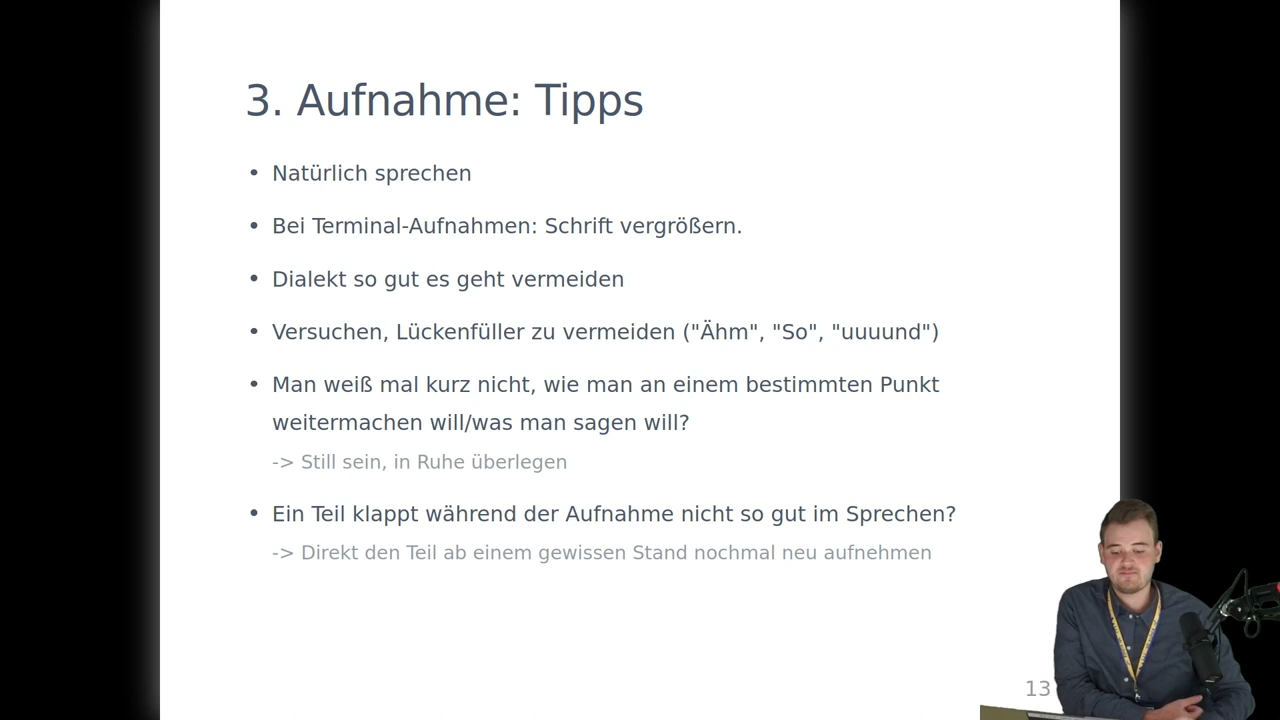 3. Aufnahme: Tipps
• Natürlich sprechen
• Bei Terminal-Aufnahmen: Schrift vergrößern.
• Dialekt so gut es geht vermeiden
• Versuchen, Lückenfüller zu vermeiden ("Ähm", "So", "uuuund")
• Man weiß mal kurz nicht, wie man an einem bestimmten Punkt
weitermachen will/was man sagen will?
-> Still sein, in Ruhe überlegen
• Ein Teil klappt während der Aufnahme nicht so gut im Sprechen?
-> Direkt den Teil ab einem gewissen Stand nochmal neu aufnehmen
13